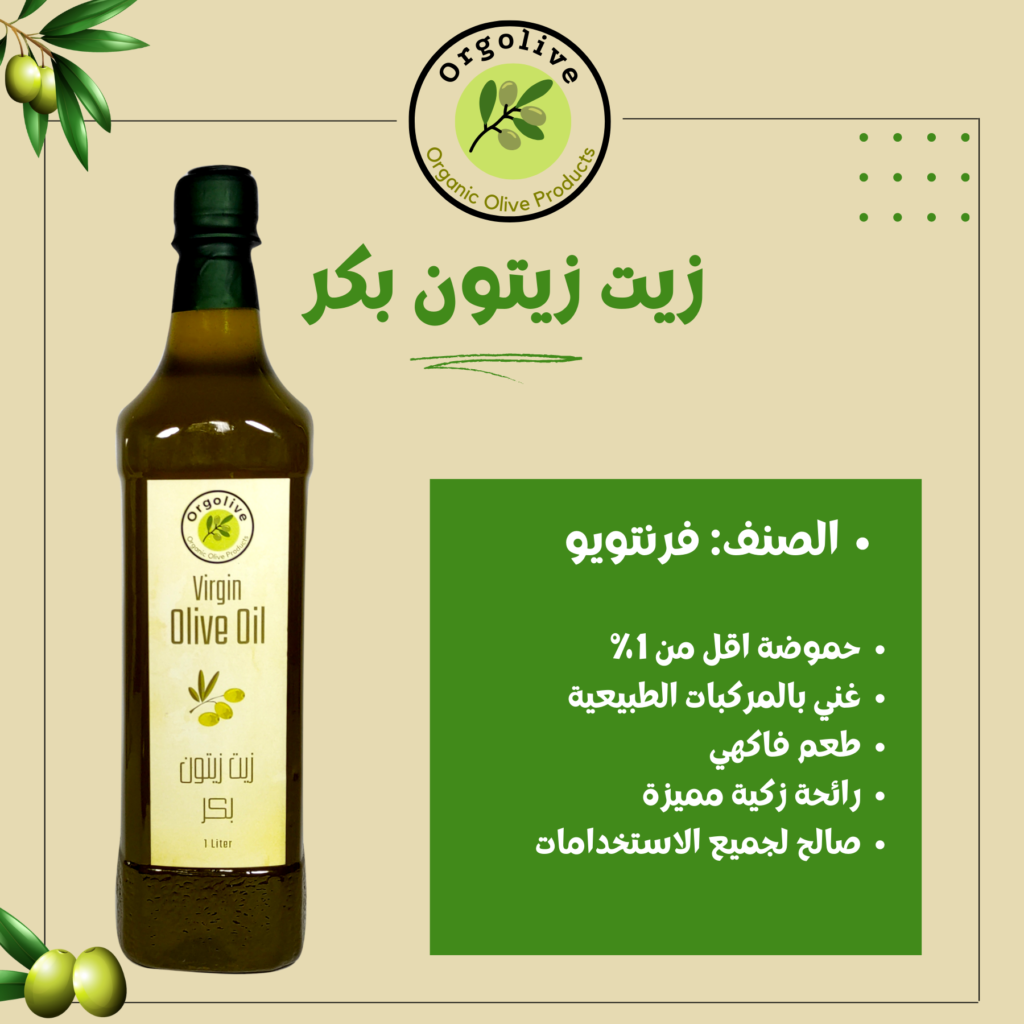 Orgolive
Organic Olive Products
زيت زيتون بكر
• الصنف: فرنتويو
• حموضة اقل من 1%
• غني بالمركبات الطبيعية
• طعم فاكهي
• رائحة زكية مميزة
• صالح لجميع الاستخدامات
Orgolive
Organic Olive Products
Virgin
Olive Oil
زيت زيتون
بكر
1 Liter